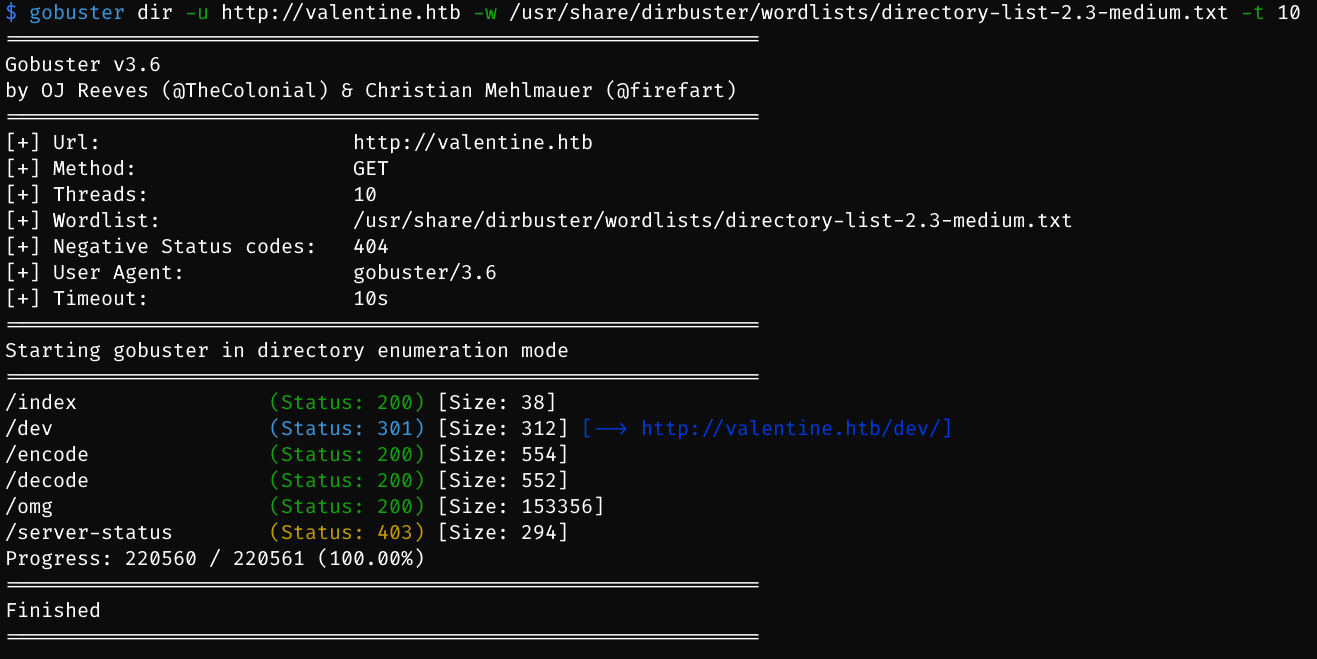 $ gobuster dir -u http://valentine.htb -w /usr/share/dirbuster/wordlists/directory-list-2.3-medium.txt -t 10
===============================================================
Gobuster v3.6
by OJ Reeves (@TheColonial) & Christian Mehlmauer (@firefart)
===============================================================
[+] Url:                     http://valentine.htb
[+] Method:                  GET
[+] Threads:                 10
[+] Wordlist:                /usr/share/dirbuster/wordlists/directory-list-2.3-medium.txt
[+] Negative Status codes:   404
[+] User Agent:              gobuster/3.6
[+] Timeout:                 10s
===============================================================
Starting gobuster in directory enumeration mode
===============================================================
/index                (Status: 200) [Size: 38]
/dev                  (Status: 301) [Size: 312] [--> http://valentine.htb/dev/]
/encode               (Status: 200) [Size: 554]
/decode               (Status: 200) [Size: 552]
/omg                  (Status: 200) [Size: 153356]
/server-status        (Status: 403) [Size: 294]
Progress: 220560 / 220561 (100.00%)
===============================================================
Finished
===============================================================